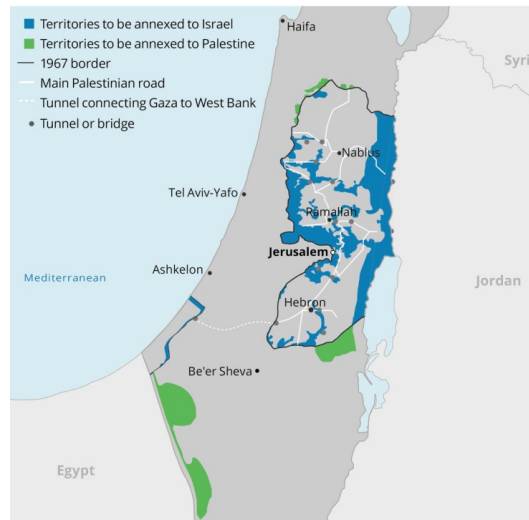 Territories to be annexed to Israel
Territories to be annexed to Palestine
1967 border
Main Palestinian road
Tunnel connecting Gaza to West Bank
Tunnel or bridge
Haifa
Syri
Nablus
Tel Aviv-Yafo
Ramallah
Jerusalem
Mediterranean
Ashkelon
Jordan
Hebron
Be'er Sheva
Egypt